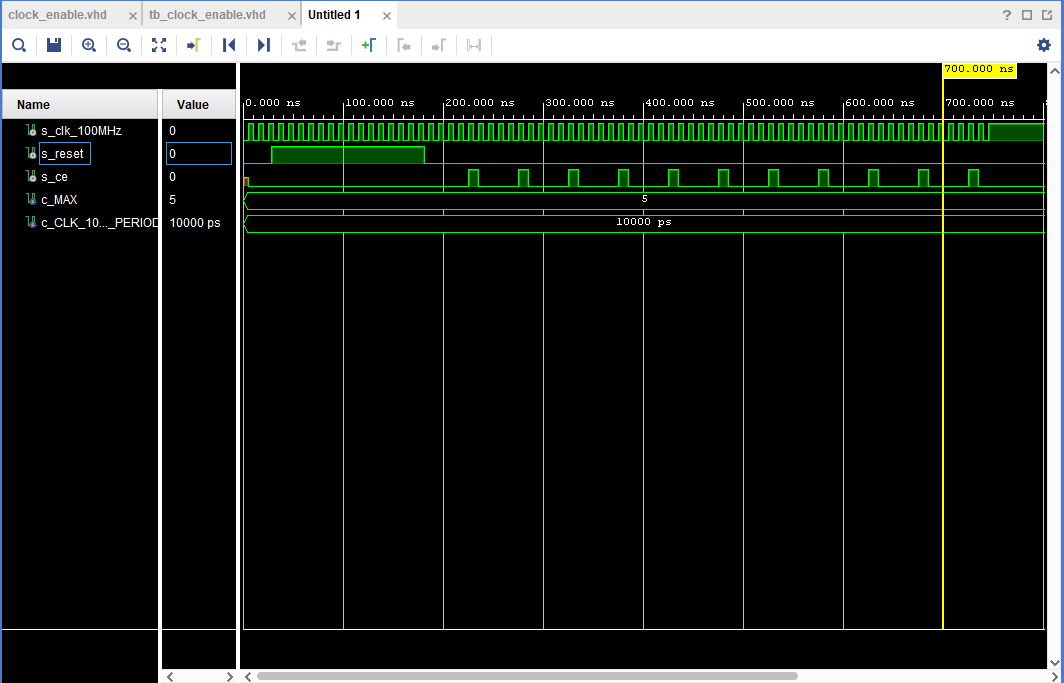 clock_enable.vhd × tb_clock_enable.vhd × Untitled 1 ×
?
700.000 ns
Name Value
0.000 ns 100.000 ns 200.000 ns 300.000 ns 400.000 ns 500.000 ns 600.000 ns 700.000 ns
s_clk_100MHz 0
s_reset 0
s_ce 0
c_MAX 5 5
c_CLK_10..._PERIOD 10000 ps 10000 ps